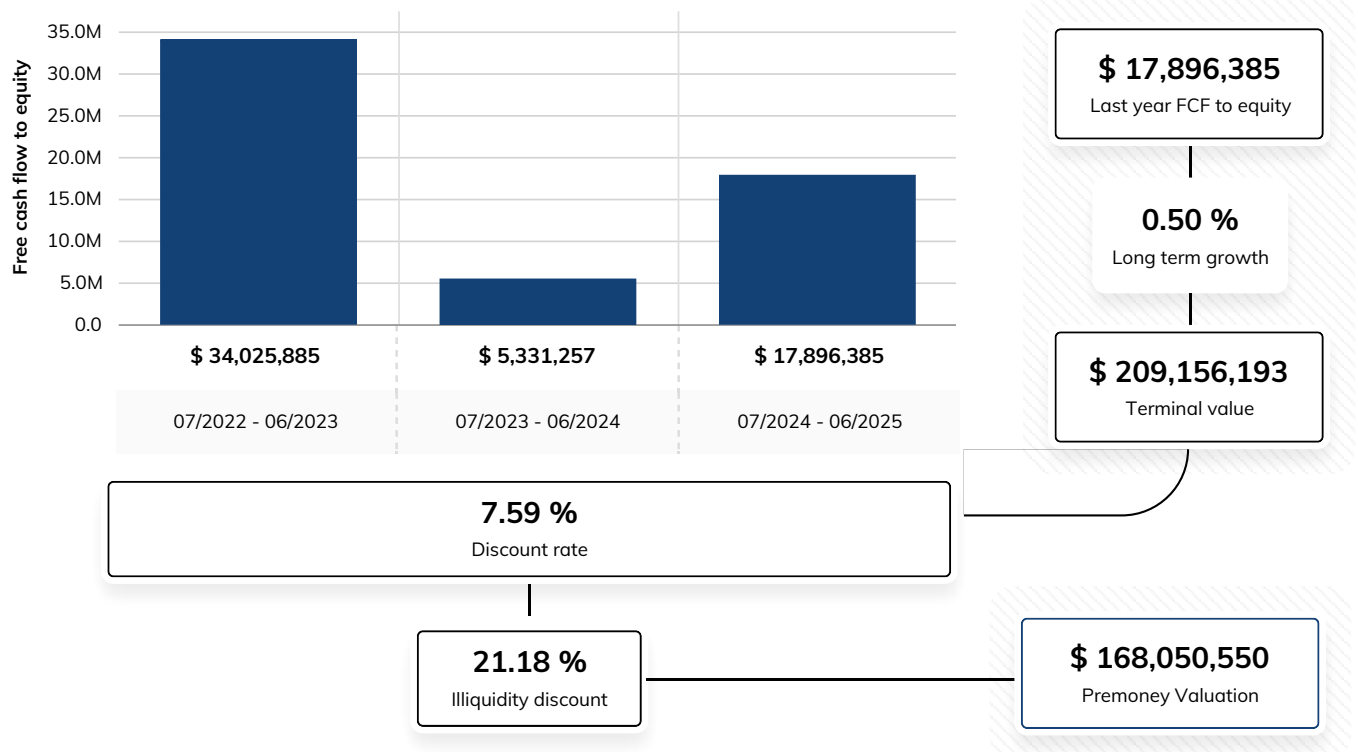 Free cash flow to equity
35.0M
30.0M
25.0M
20.0M
15.0M
10.0M
5.0M
0.0
$ 34,025,885
$ 5,331,257
$ 17,896,385
07/2022 - 06/2023
07/2023 - 06/2024
07/2024 - 06/2025
$ 17,896,385
Last year FCF to equity
0.50 %
Long term growth
$ 209,156,193
Terminal value
7.59 %
Discount rate
21.18 %
Illiquidity discount
$ 168,050,550
Premoney Valuation